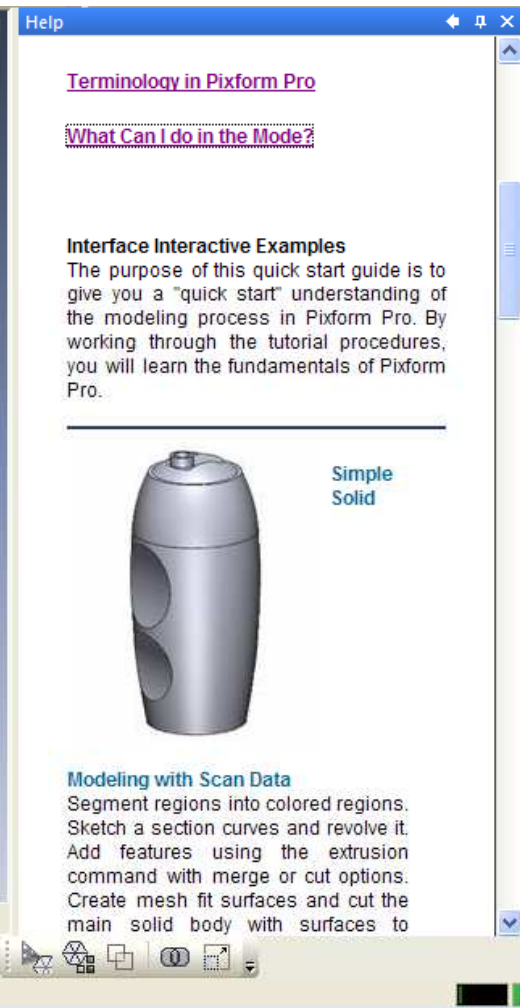 Help
Terminology in Pixform Pro
What Can I do in the Mode?
Interface Interactive Examples
The purpose of this quick start guide is to
give you a "quick start" understanding of
the modeling process in Pixform Pro. By
working through the tutorial procedures,
you will learn the fundamentals of Pixform
Pro.
Simple
Solid
Modeling with Scan Data
Segment regions into colored regions.
Sketch a section curves and revolve it.
Add features using the extrusion
command with merge or cut options.
Create mesh fit surfaces and cut the
main solid body with surfaces to